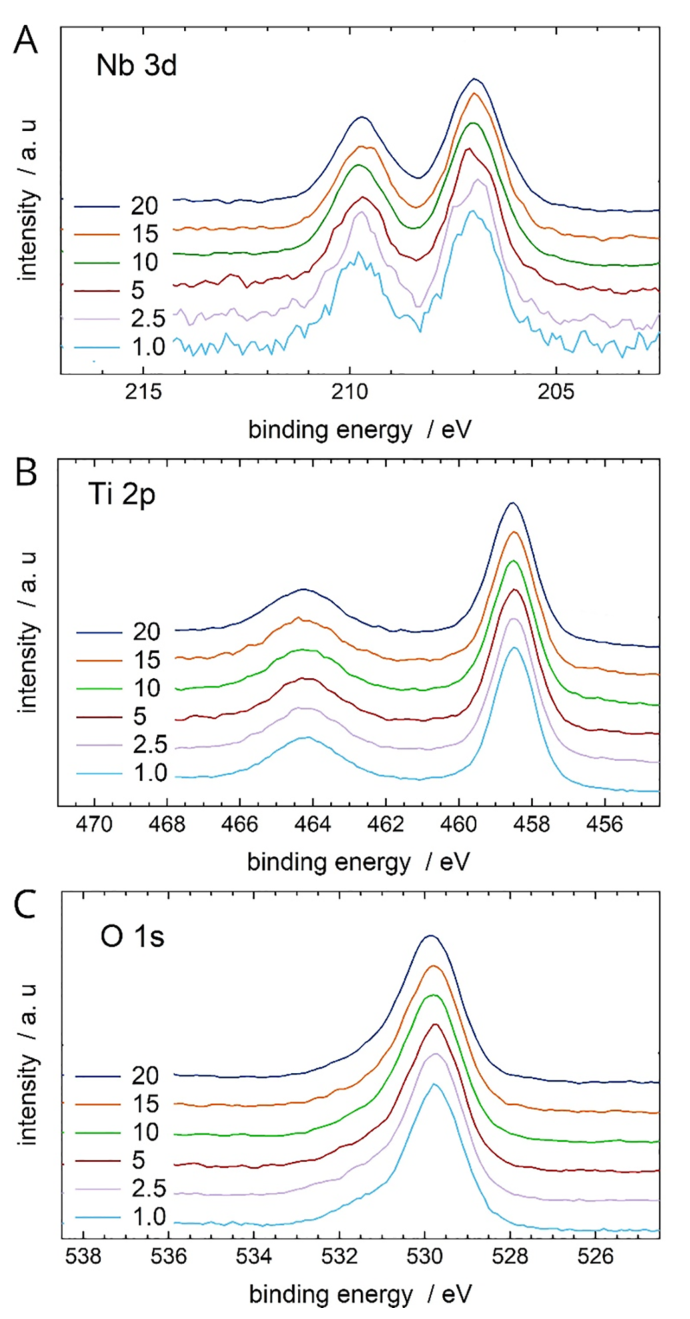 A
Nb 3d
intensity / a. u
20
15
10
5
2.5
1.0
215 210 205
binding energy / eV
B
Ti 2p
intensity / a. u
20
15
10
5
2.5
1.0
470 468 466 464 462 460 458 456
binding energy / eV
C
O 1s
intensity / a. u
20
15
10
5
2.5
1.0
538 536 534 532 530 528 526
binding energy / eV